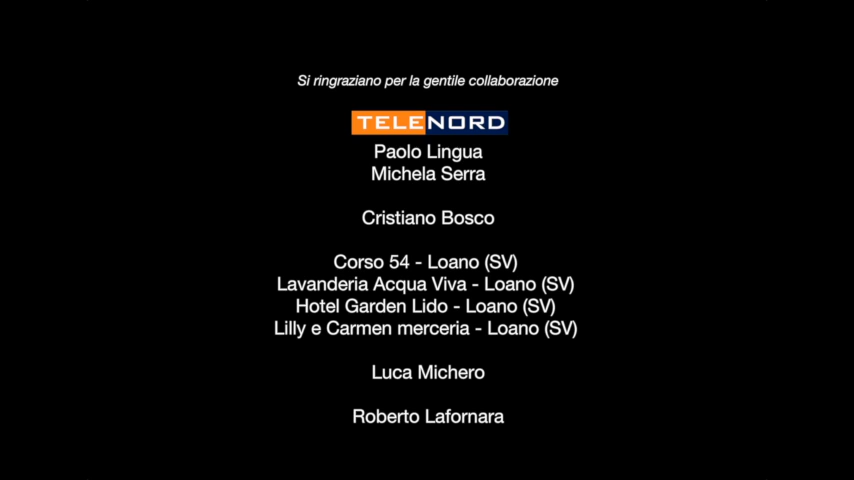 Si ringraziano per la gentile collaborazione
TELENORD
Paolo Lingua
Michela Serra
Cristiano Bosco
Corso 54 - Loano (SV)
Lavanderia Acqua Viva - Loano (SV)
Hotel Garden Lido - Loano (SV)
Lilly e Carmen merceria - Loano (SV)
Luca Michero
Roberto Lafornara